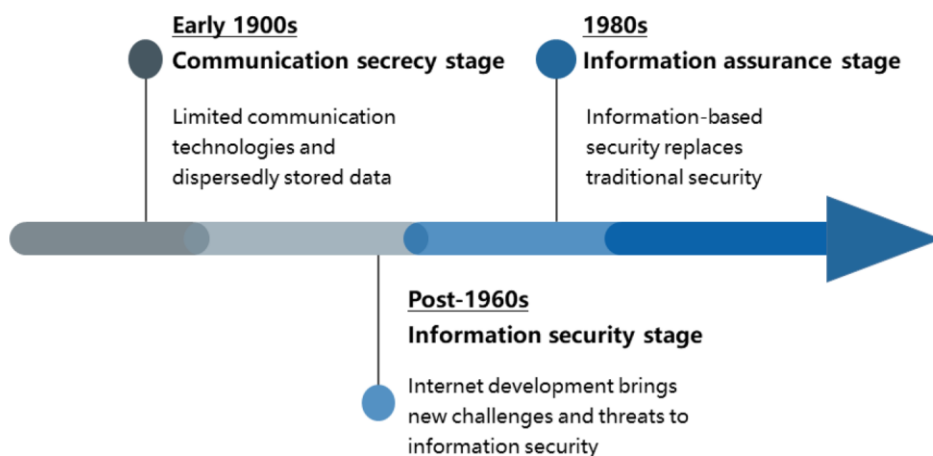 Early 1900s
Communication secrecy stage
Limited communication
technologies and
dispersedly stored data
1980s
Information assurance stage
Information-based
security replaces
traditional security
Post-1960s
Information security stage
Internet development brings
new challenges and threats to
information security